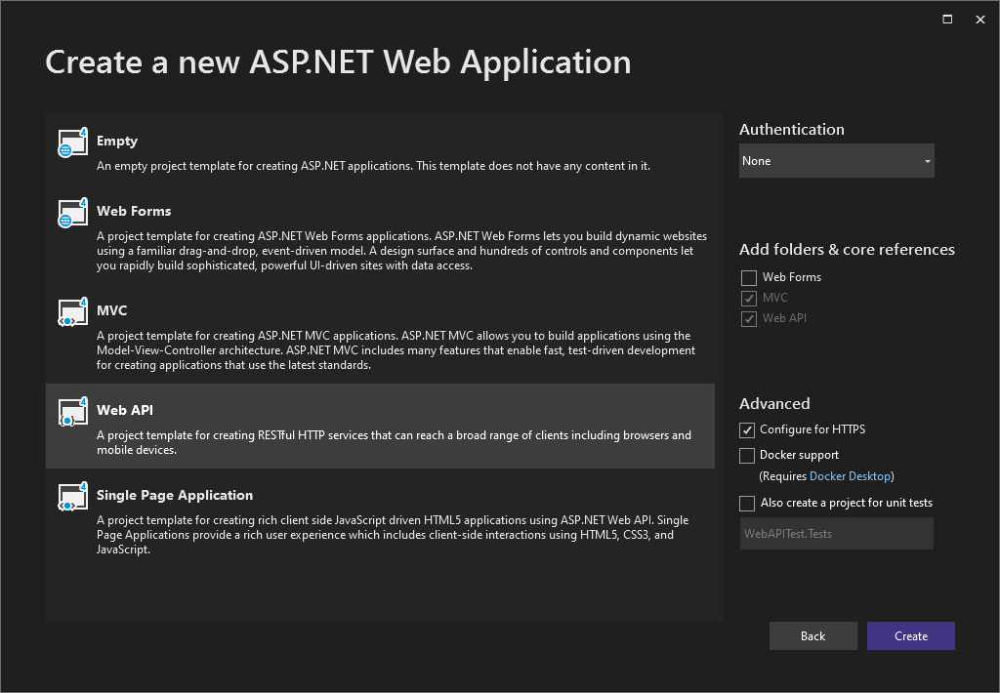 Create a new ASP.NET Web Application
Empty
An empty project template for creating ASP.NET applications. This template does not have any content in it.
Web Forms
A project template for creating ASP.NET Web Forms applications. ASP.NET Web Forms lets you build dynamic websites
using a familiar drag-and-drop, event-driven model. A design surface and hundreds of controls and components let
you rapidly build sophisticated, powerful UI-driven sites with data access.
MVC
A project template for creating ASP.NET MVC applications. ASP.NET MVC allows you to build applications using the
Model-View-Controller architecture. ASP.NET MVC includes many features that enable fast, test-driven development
for creating applications that use the latest standards.
Web API
A project template for creating RESTful HTTP services that can reach a broad range of clients including browsers and
mobile devices.
Single Page Application
A project template for creating rich client side JavaScript driven HTML5 applications using ASP.NET Web API. Single
Page Applications provide a rich user experience which includes client-side interactions using HTML5, CSS3, and
JavaScript.
Authentication
None
Add folders & core references
Web Forms
MVC
Web API
Advanced
Configure for HTTPS
Docker support
(Requires Docker Desktop)
Also create a project for unit tests
WebAPITest.Tests
Back
Create